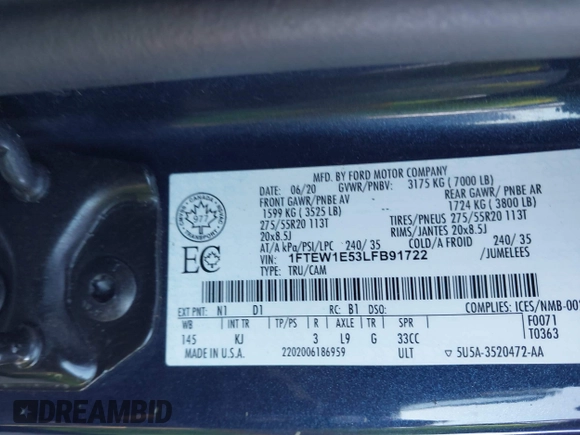 MFD. BY FORD MOTOR COMPANY
DATE: 06/20 GVWR/PNBV: 3175 KG ( 7000 LB)
FRONT GAWR/PNBE AV REAR GAWR/ PNBE AR
1599 KG ( 3525 LB) 1724 KG ( 3800 LB)
275/55R20 113T TIRES/PNEUS 275/55R20 113T
20x8.5J RIMS/JANTES 20x8.5J
AT/A kPa/PSI/LPC 240/ 35 COLD/A FROID 240/ 35
VIN: 1FTEW1E53LFB91722 /JUMELEES
TYPE: TRU/CAM
CANADA
977
TRANSPORT
EC
EXT PNT: N1 D1 RC: B1 DSO: COMPLIES: ICES/NMB-00
WB INT TR TP/PS R AXLE TR SPR F0071
145 KJ 3 L9 G 33CC T0363
MADE IN U.S.A. 2202006186959 ULT 5U5A-3520472-AA
DREAMBID